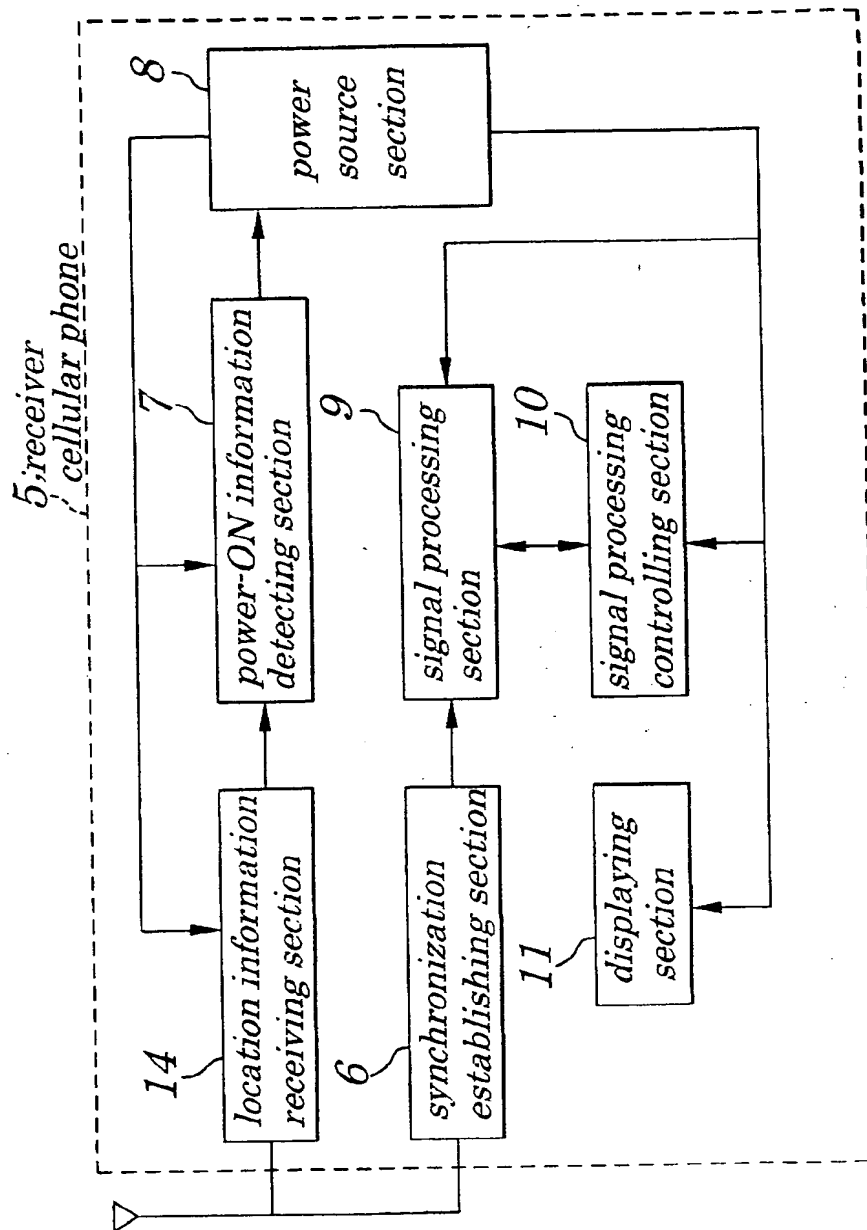 5;receiver
cellular phone
14
location information
receiving section
7
power-ON information
detecting section
8
power
source
section
6
synchronization
establishing section
9
signal processing
section
11
displaying
section
10
signal processing
controlling section